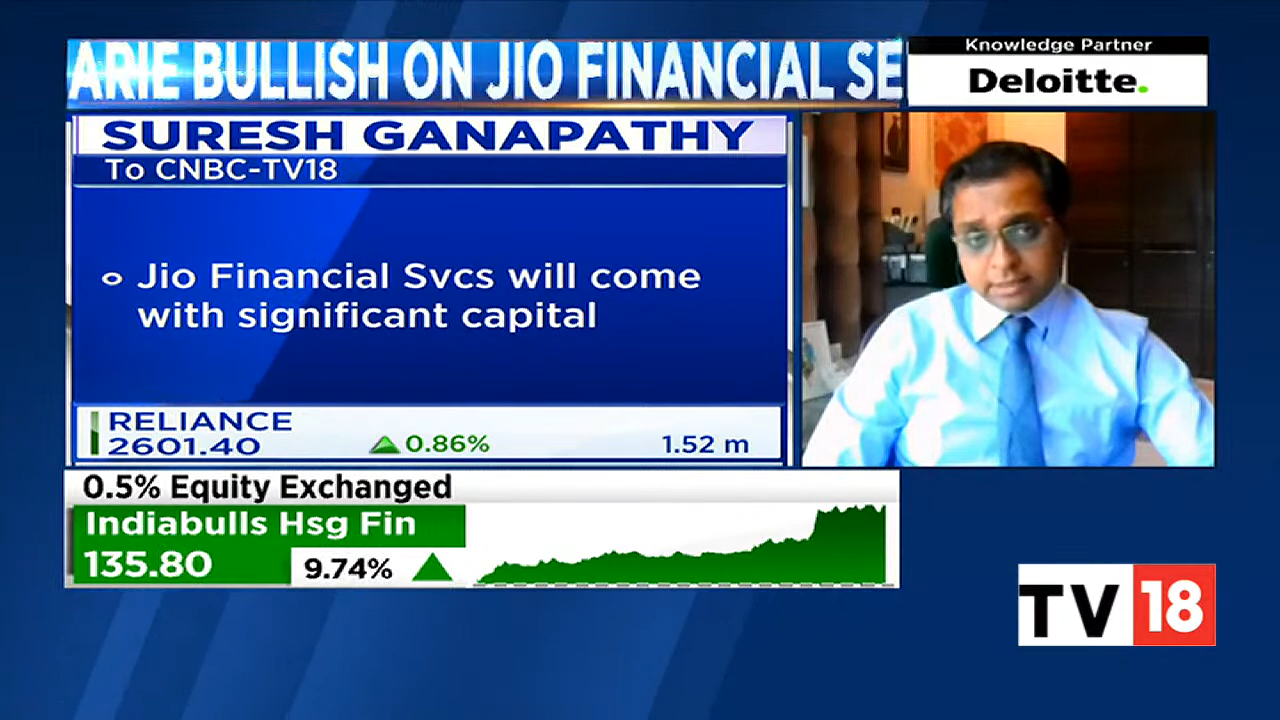 ARIE BULLISH ON JIO FINANCIAL SE
Knowledge Partner
Deloitte.
SURESH GANAPATHY
To CNBC-TV18
Jio Financial Svcs will come
with significant capital
RELIANCE
2601.40 0.86% 1.52 m
0.5% Equity Exchanged
Indiabulls Hsg Fin
135.80 9.74%
TV18